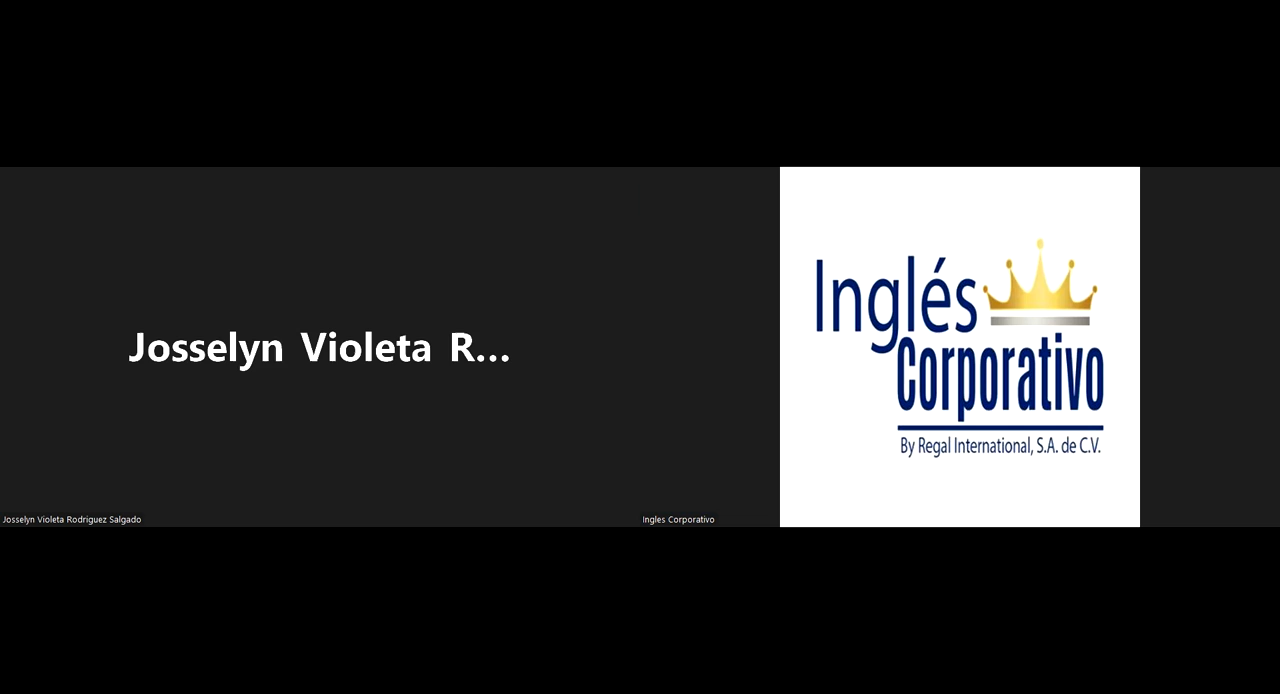 Josselyn Violeta R...
Josselyn Violeta Rodriguez Salgado
Inglés
Corporativo
By Regal International, S.A. de C.V.
Ingles Corporativo